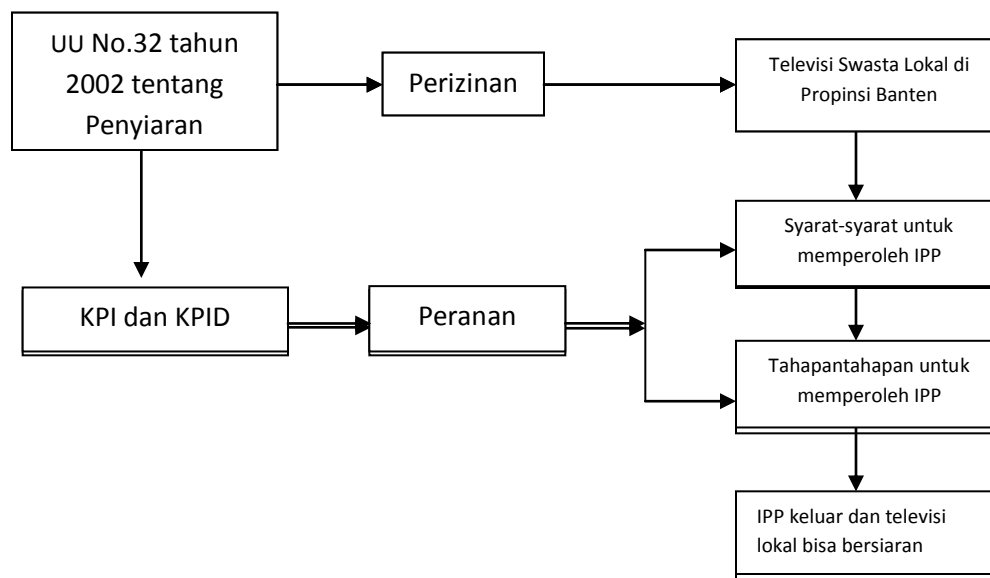 UU No.32 tahun
2002 tentang
Penyiaran
Perizinan
Televisi Swasta Lokal di
Propinsi Banten
Syarat-syarat untuk
memperoleh IPP
KPI dan KPID
Peranan
Tahapantahapan untuk
memperoleh IPP
IPP keluar dan televisi
lokal bisa bersiaran